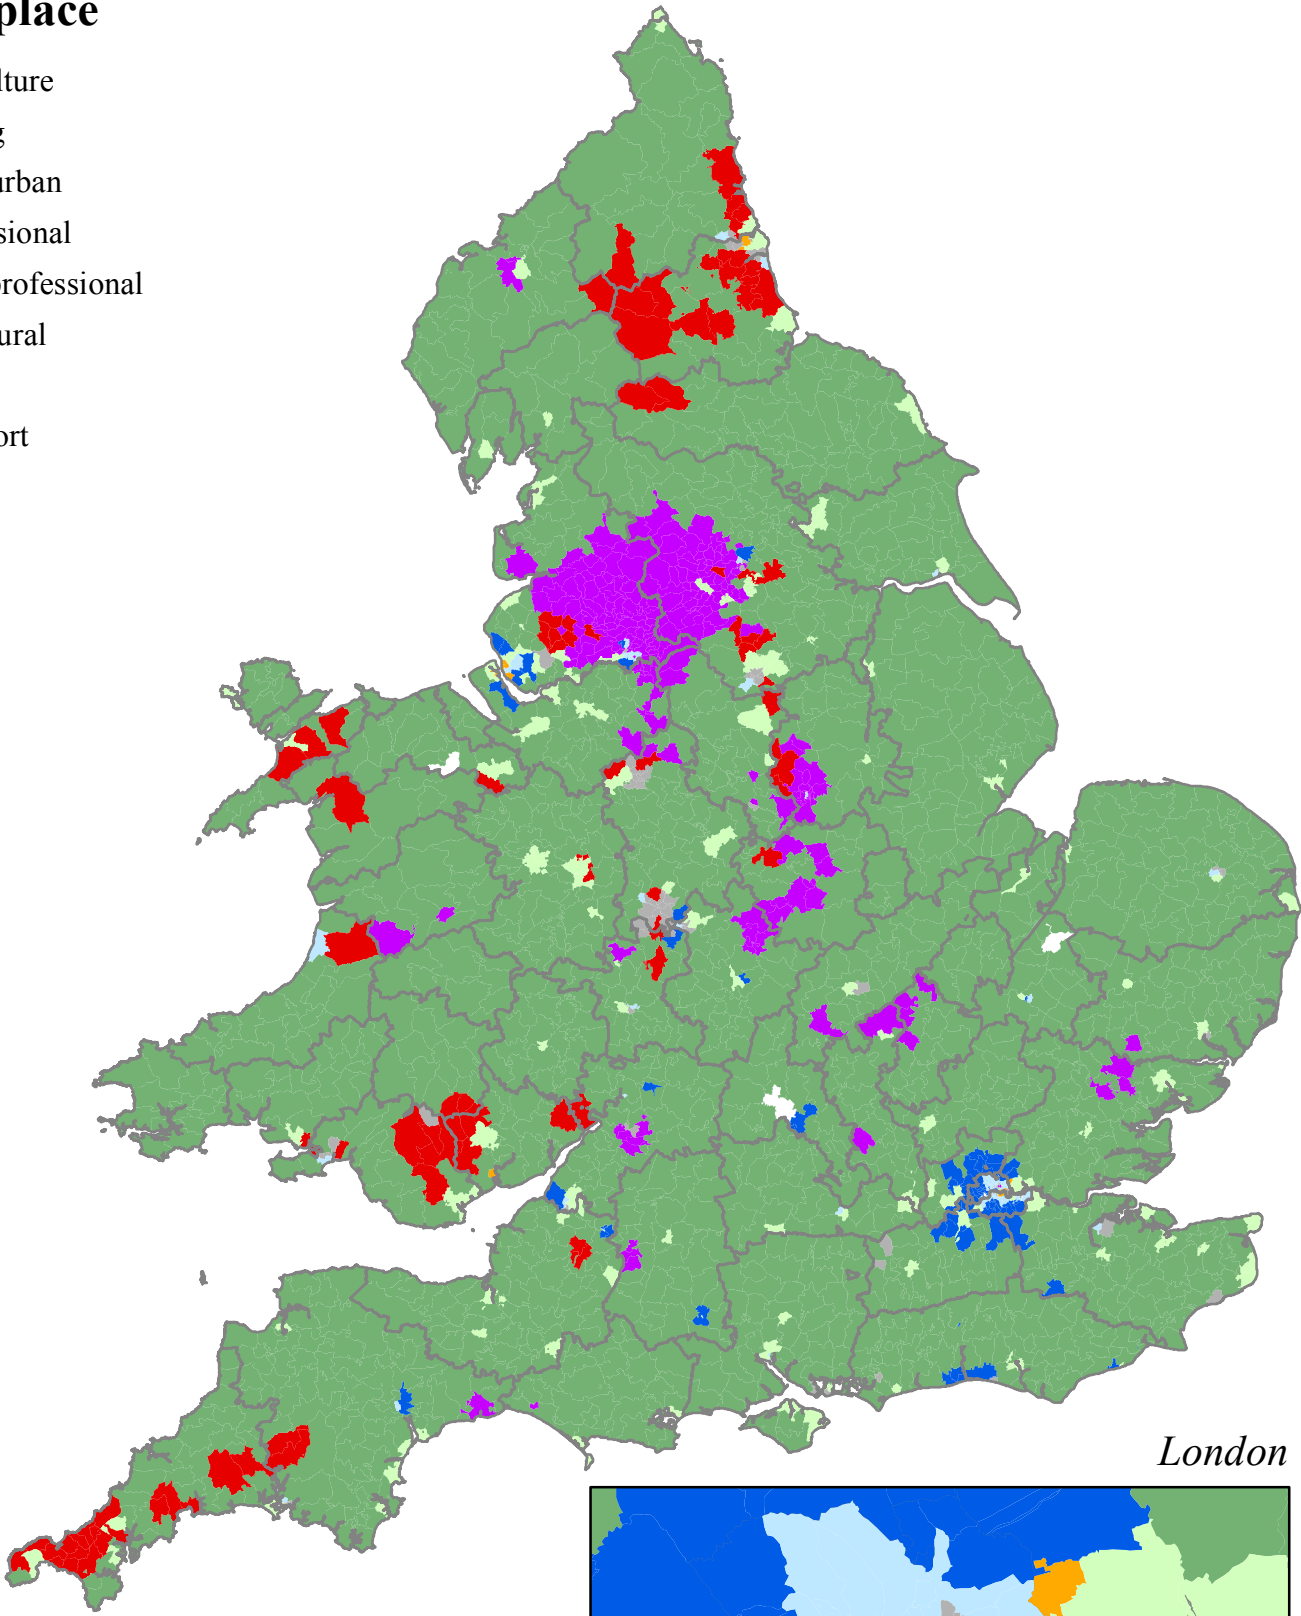 place
lture
g
urban
sional
professional
ural
ort
London